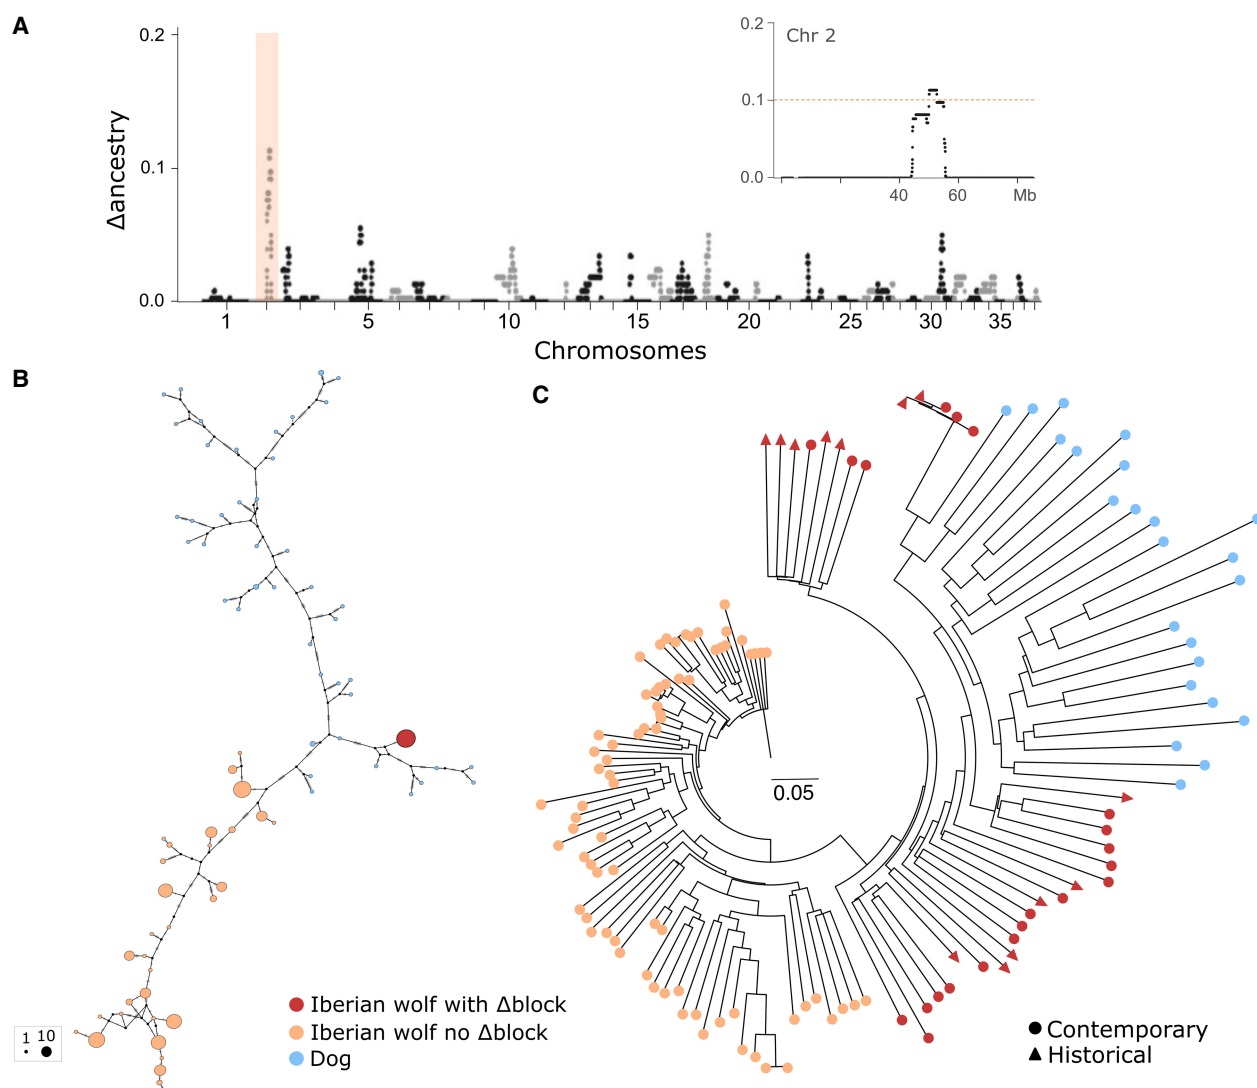 A
0.2
0.1
0.0
Δancestry
1 5 10 15 20 25 30 35
Chromosomes
0.2
0.1
0.0
Chr 2
40 60 Mb
B
1 10
Iberian wolf with Δblock
Iberian wolf no Δblock
Dog
C
0.05
Contemporary
Historical